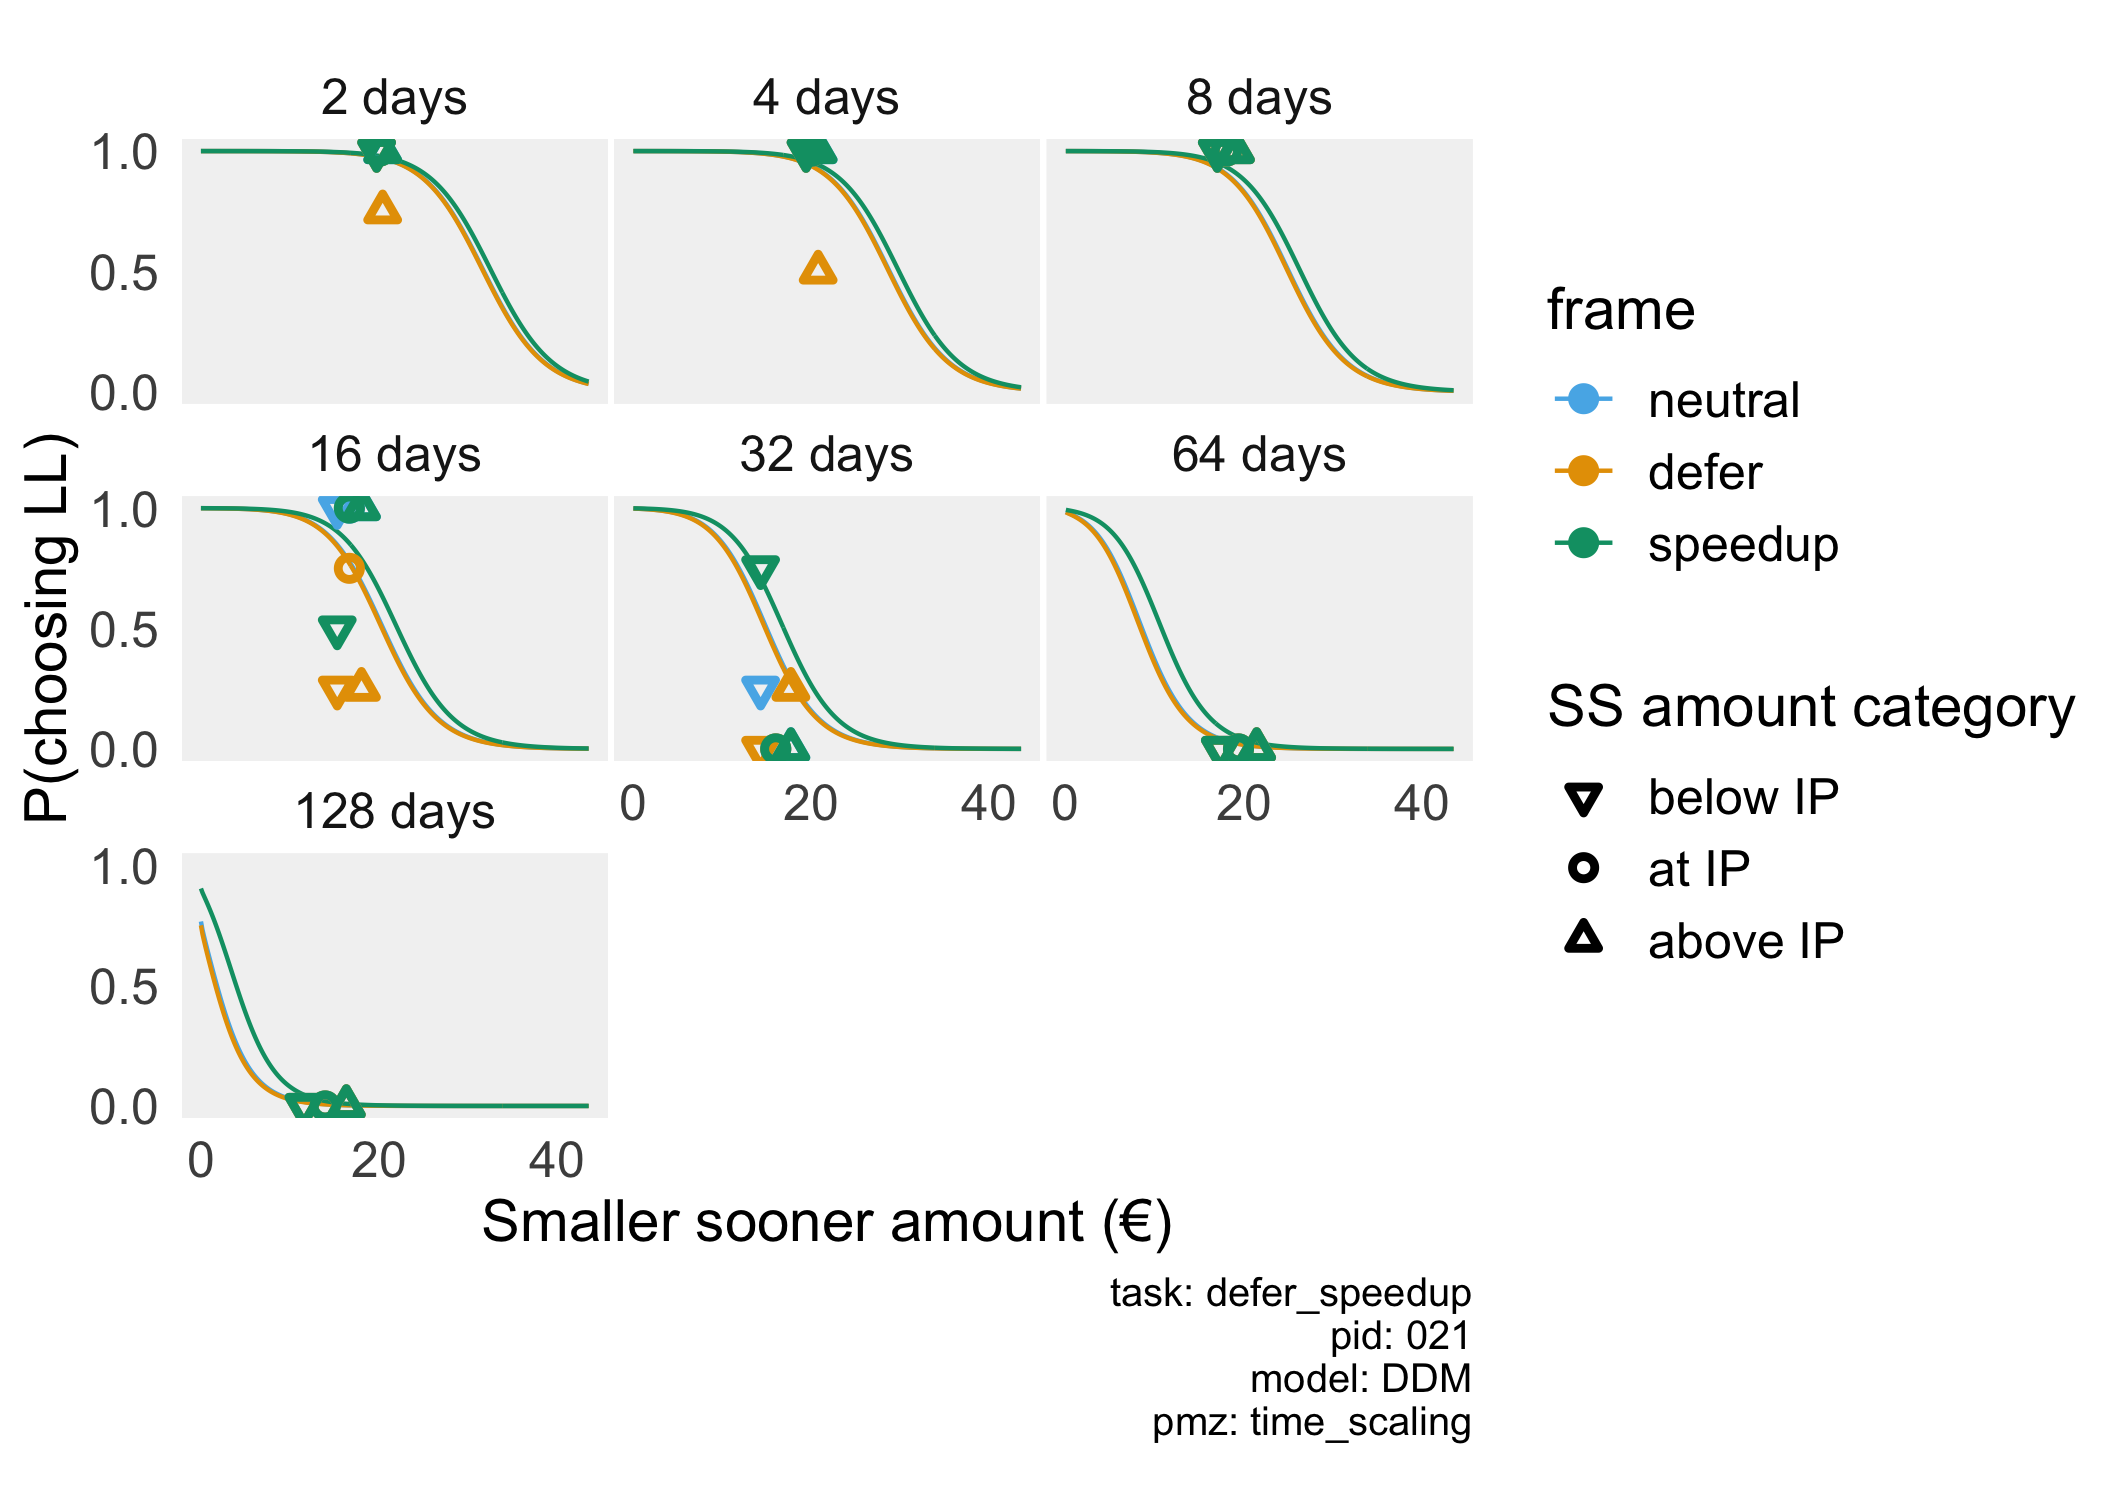 2 days
4 days
8 days
1.0
0.5
0.0
16 days
32 days
64 days
1.0
0.5
0.0
0
20
40
0
20
40
128 days
1.0
0.5
0.0
0
20
40
P(choosing LL)
Smaller sooner amount (€)
frame
neutral
defer
speedup
SS amount category
below IP
at IP
above IP
task: defer_speedup
pid: 021
model: DDM
pmz: time_scaling